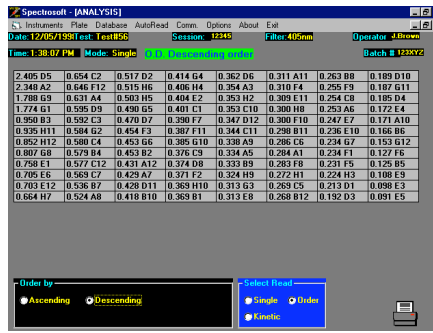 Spectrosoft - [ANALYSIS]
Instruments Plate Database AutoRead Comm. Options About Exit
Date:12/05/199 Test:Test#56 Session: 12345 Filter:405nm Operator J.Brown
Time:1:38:07 PM Mode: Single O.D. Descending order Batch # 123XYZ
2.405 D5 0.654 C2 0.517 D2 0.414 G4 0.362 D6 0.311 A11 0.263 B8 0.189 D10
2.348 A2 0.646 F12 0.515 H6 0.406 H4 0.354 A3 0.310 F4 0.255 F9 0.187 G11
1.788 G9 0.631 A4 0.503 H5 0.404 E2 0.353 H2 0.309 E11 0.254 C8 0.185 D4
1.774 G1 0.595 D9 0.490 G5 0.401 C1 0.353 C10 0.300 H8 0.253 A6 0.172 E4
0.950 B3 0.592 C3 0.470 D7 0.390 F7 0.347 D12 0.300 F10 0.247 E7 0.171 A10
0.935 H11 0.584 G2 0.454 F3 0.387 F11 0.344 C11 0.298 B11 0.236 E10 0.166 B6
0.852 H12 0.580 C4 0.453 G6 0.385 G10 0.338 A9 0.286 C6 0.234 G7 0.153 G12
0.807 G8 0.579 B4 0.453 B2 0.376 C9 0.334 A5 0.284 A1 0.234 F1 0.127 F6
0.758 E1 0.577 C12 0.431 A12 0.374 D8 0.333 B9 0.283 F8 0.231 F5 0.125 B5
0.705 E6 0.569 C7 0.429 A7 0.371 F2 0.324 H9 0.272 H1 0.224 H3 0.108 E9
0.703 E12 0.536 B7 0.428 D11 0.369 H10 0.313 G3 0.269 C5 0.213 D1 0.098 E3
0.664 H7 0.524 A8 0.418 B10 0.369 B1 0.313 E8 0.268 B12 0.192 D3 0.091 E5
Order by Select Read
Ascending Descending Single Order
Kinetic